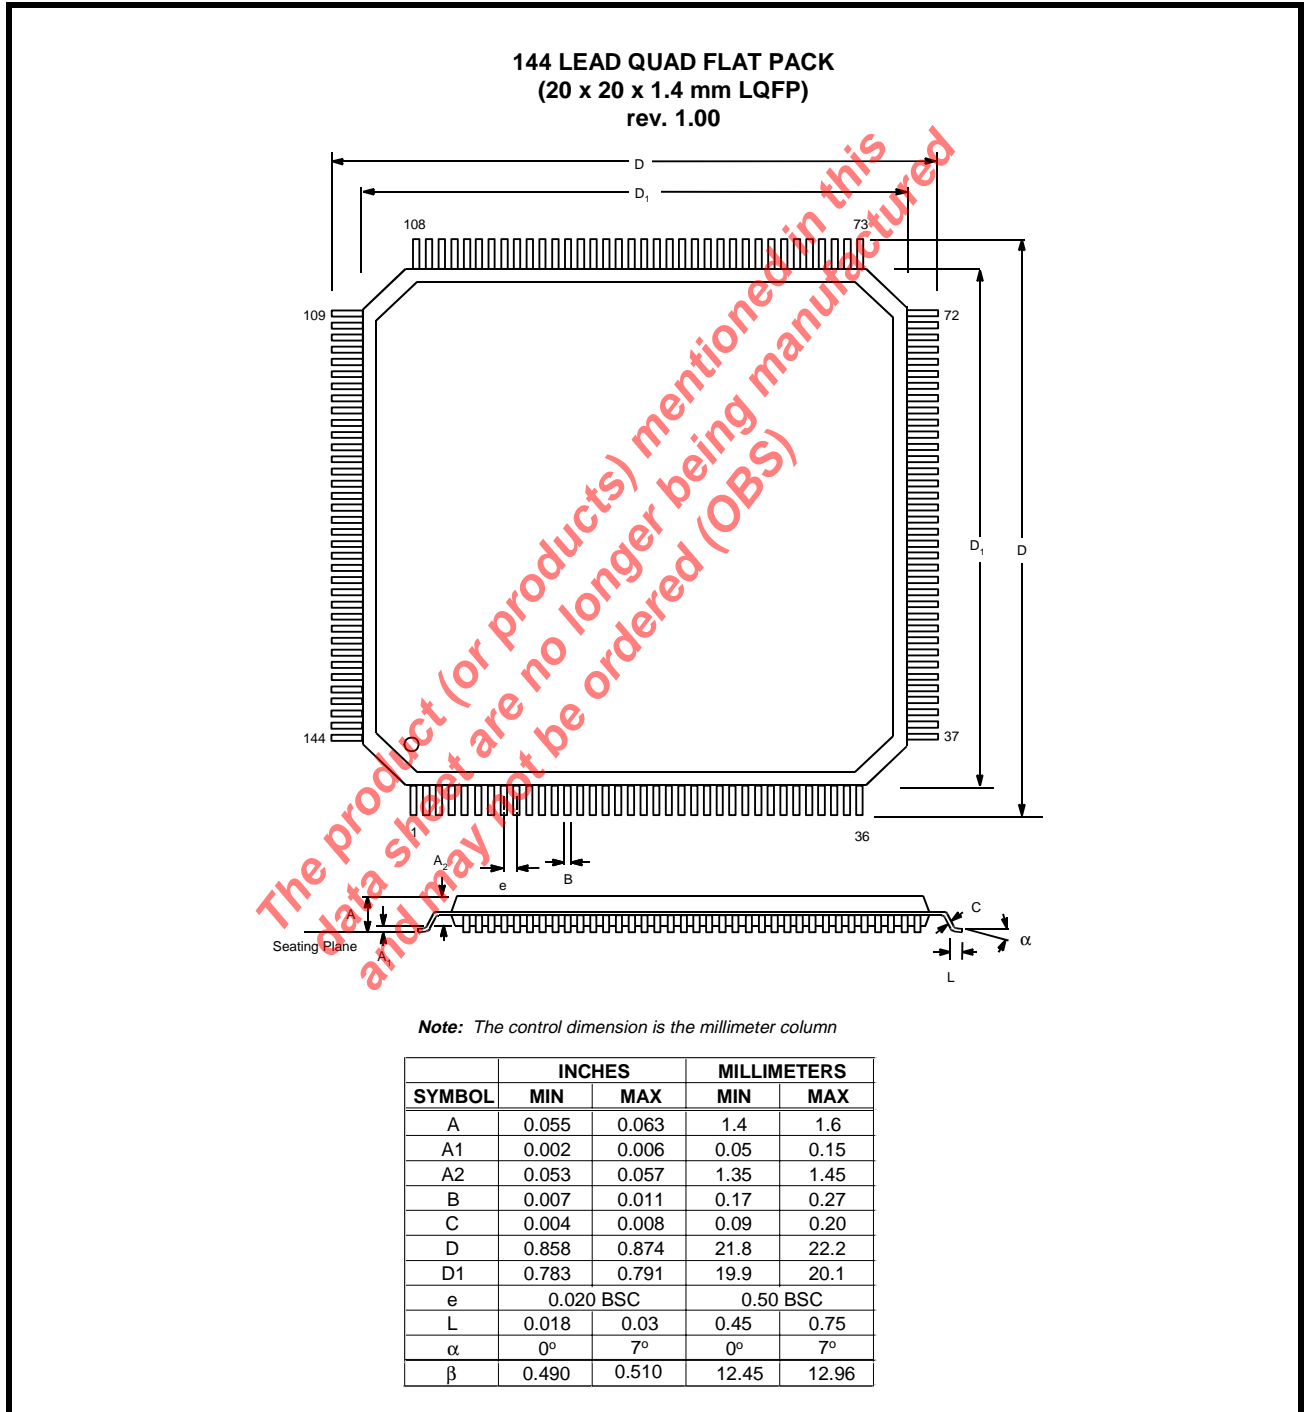 144 LEAD QUAD FLAT PACK
(20 x 20 x 1.4 mm LQFP)
rev. 1.00
D
D1
108
73
109
72
D1
D
144
37
1
36
A2
e
B
A
C
Seating Plane
A1
α
L
The product (or products) mentioned in this
data sheet are no longer being manufactured
and may not be ordered (OBS)
Note: The control dimension is the millimeter column
INCHES MILLIMETERS
SYMBOL MIN MAX MIN MAX
A 0.055 0.063 1.4 1.6
A1 0.002 0.006 0.05 0.15
A2 0.053 0.057 1.35 1.45
B 0.007 0.011 0.17 0.27
C 0.004 0.008 0.09 0.20
D 0.858 0.874 21.8 22.2
D1 0.783 0.791 19.9 20.1
e 0.020 BSC 0.50 BSC
L 0.018 0.03 0.45 0.75
α 0º 7º 0º 7º
β 0.490 0.510 12.45 12.96